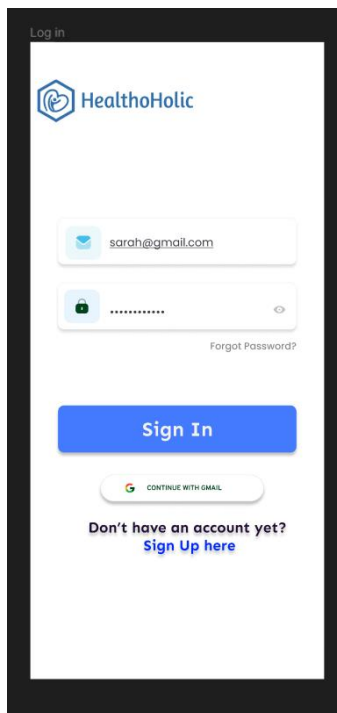 Log in
HealthoHolic
sarah@gmail.com
............
Forgot Password?
Sign In
G CONTINUE WITH GMAIL
Don't have an account yet?
Sign Up here